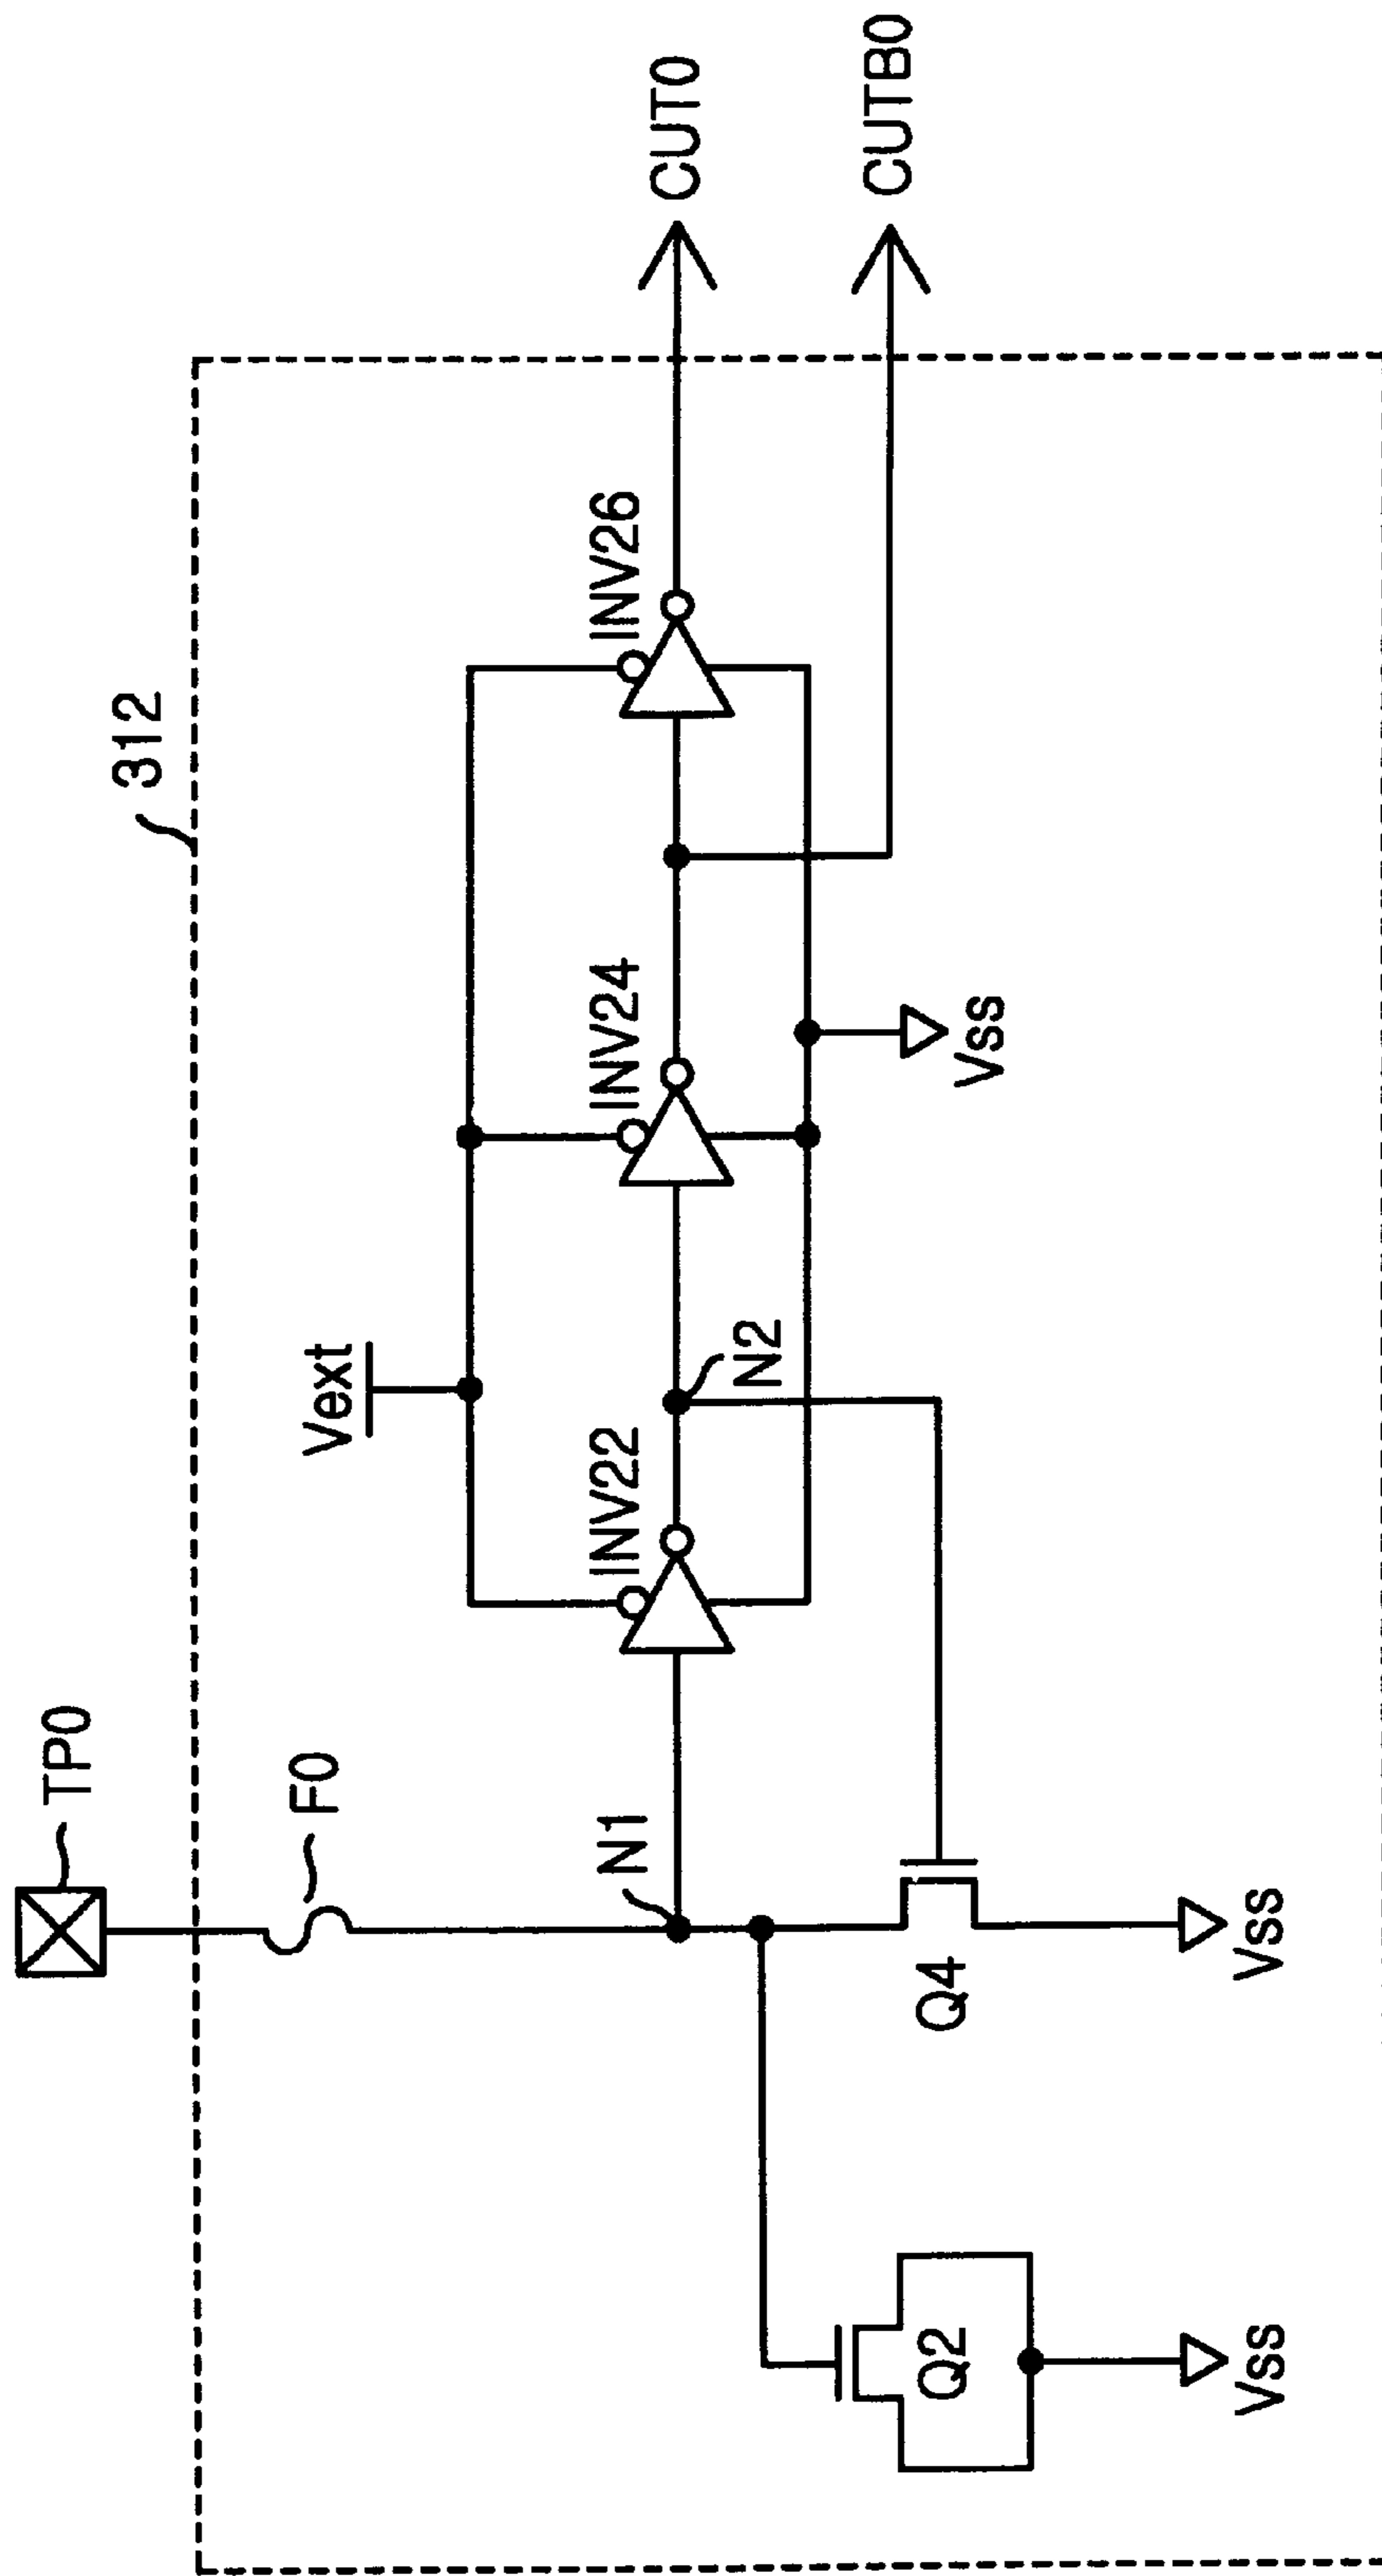 TP0
312
F0
Vext
N1
INV22
INV24
INV26
CUT0
N2
CUTB0
Q4
Q2
Vss
Vss
Vss